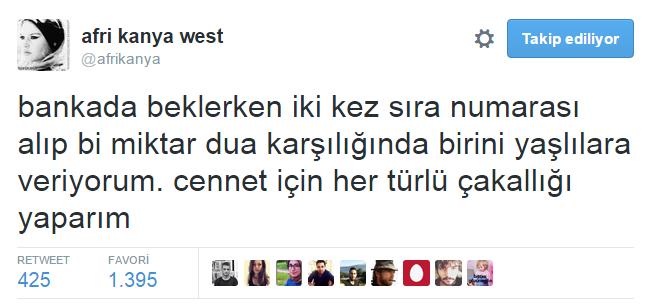 afri kanya west
@afrikanya
Takip ediliyor
bankada beklerken iki kez sıra numarası
alıp bi miktar dua karşılığında birini yaşlılara
veriyorum. cennet için her türlü çakallığı
yaparım
RETWEET FAVORİ
425 1.395